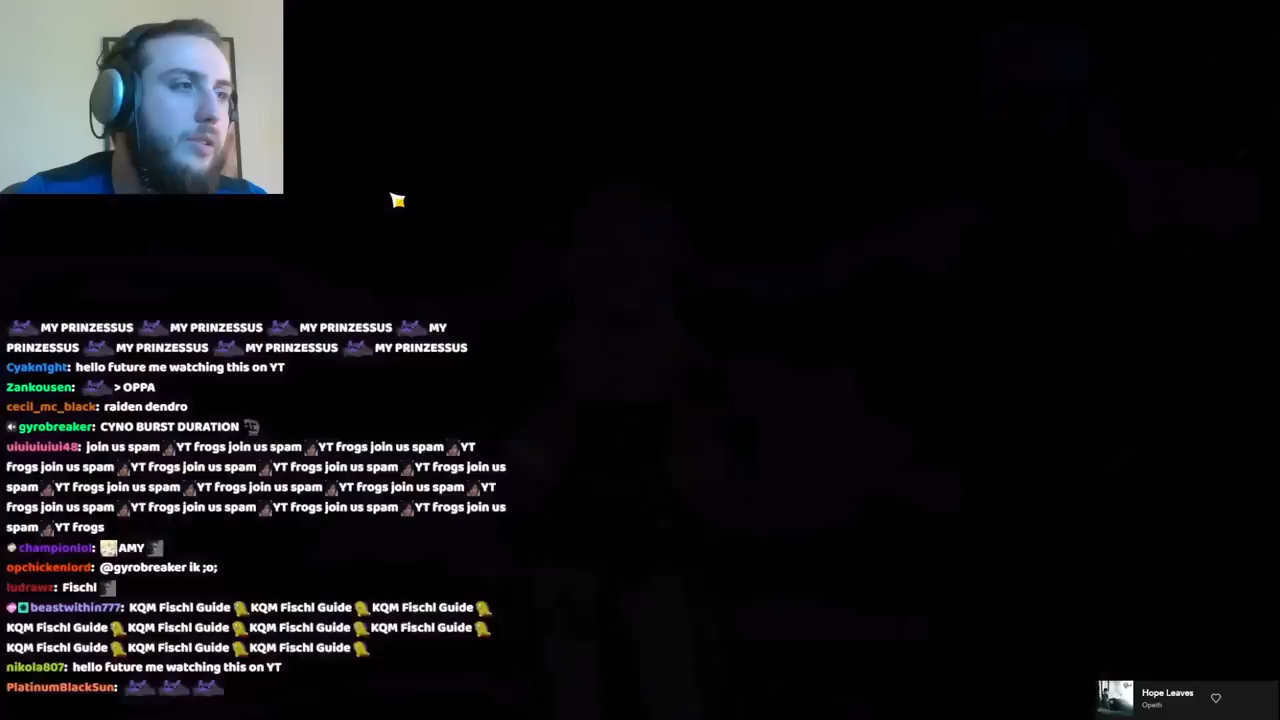 MY PRINZESSUS MY PRINZESSUS MY PRINZESSUS MY
PRINZESSUS MY PRINZESSUS MY PRINZESSUS MY PRINZESSUS
Cyakn1ght: hello future me watching this on YT
Zankousen: > OPPA
cecil_mc_black: raiden dendro
gyrobreaker: CYNO BURST DURATION
uiuiuiuiui48: join us spam YT frogs join us spam YT frogs join us spam YT
frogs join us spam YT frogs join us spam YT frogs join us spam YT frogs join us
spam YT frogs join us spam YT frogs join us spam YT frogs join us spam YT
frogs join us spam YT frogs join us spam YT frogs join us spam YT frogs join us
spam YT frogs
championlol: AMY
opchickenlord: @gyrobreaker ik ;o;
ludrawz: Fischl
beastwithin777: KQM Fischl Guide KQM Fischl Guide KQM Fischl Guide
KQM Fischl Guide KQM Fischl Guide KQM Fischl Guide KQM Fischl Guide
KQM Fischl Guide KQM Fischl Guide KQM Fischl Guide
nikola807: hello future me watching this on YT
PlatinumBlackSun:
Hope Leaves
Opeth